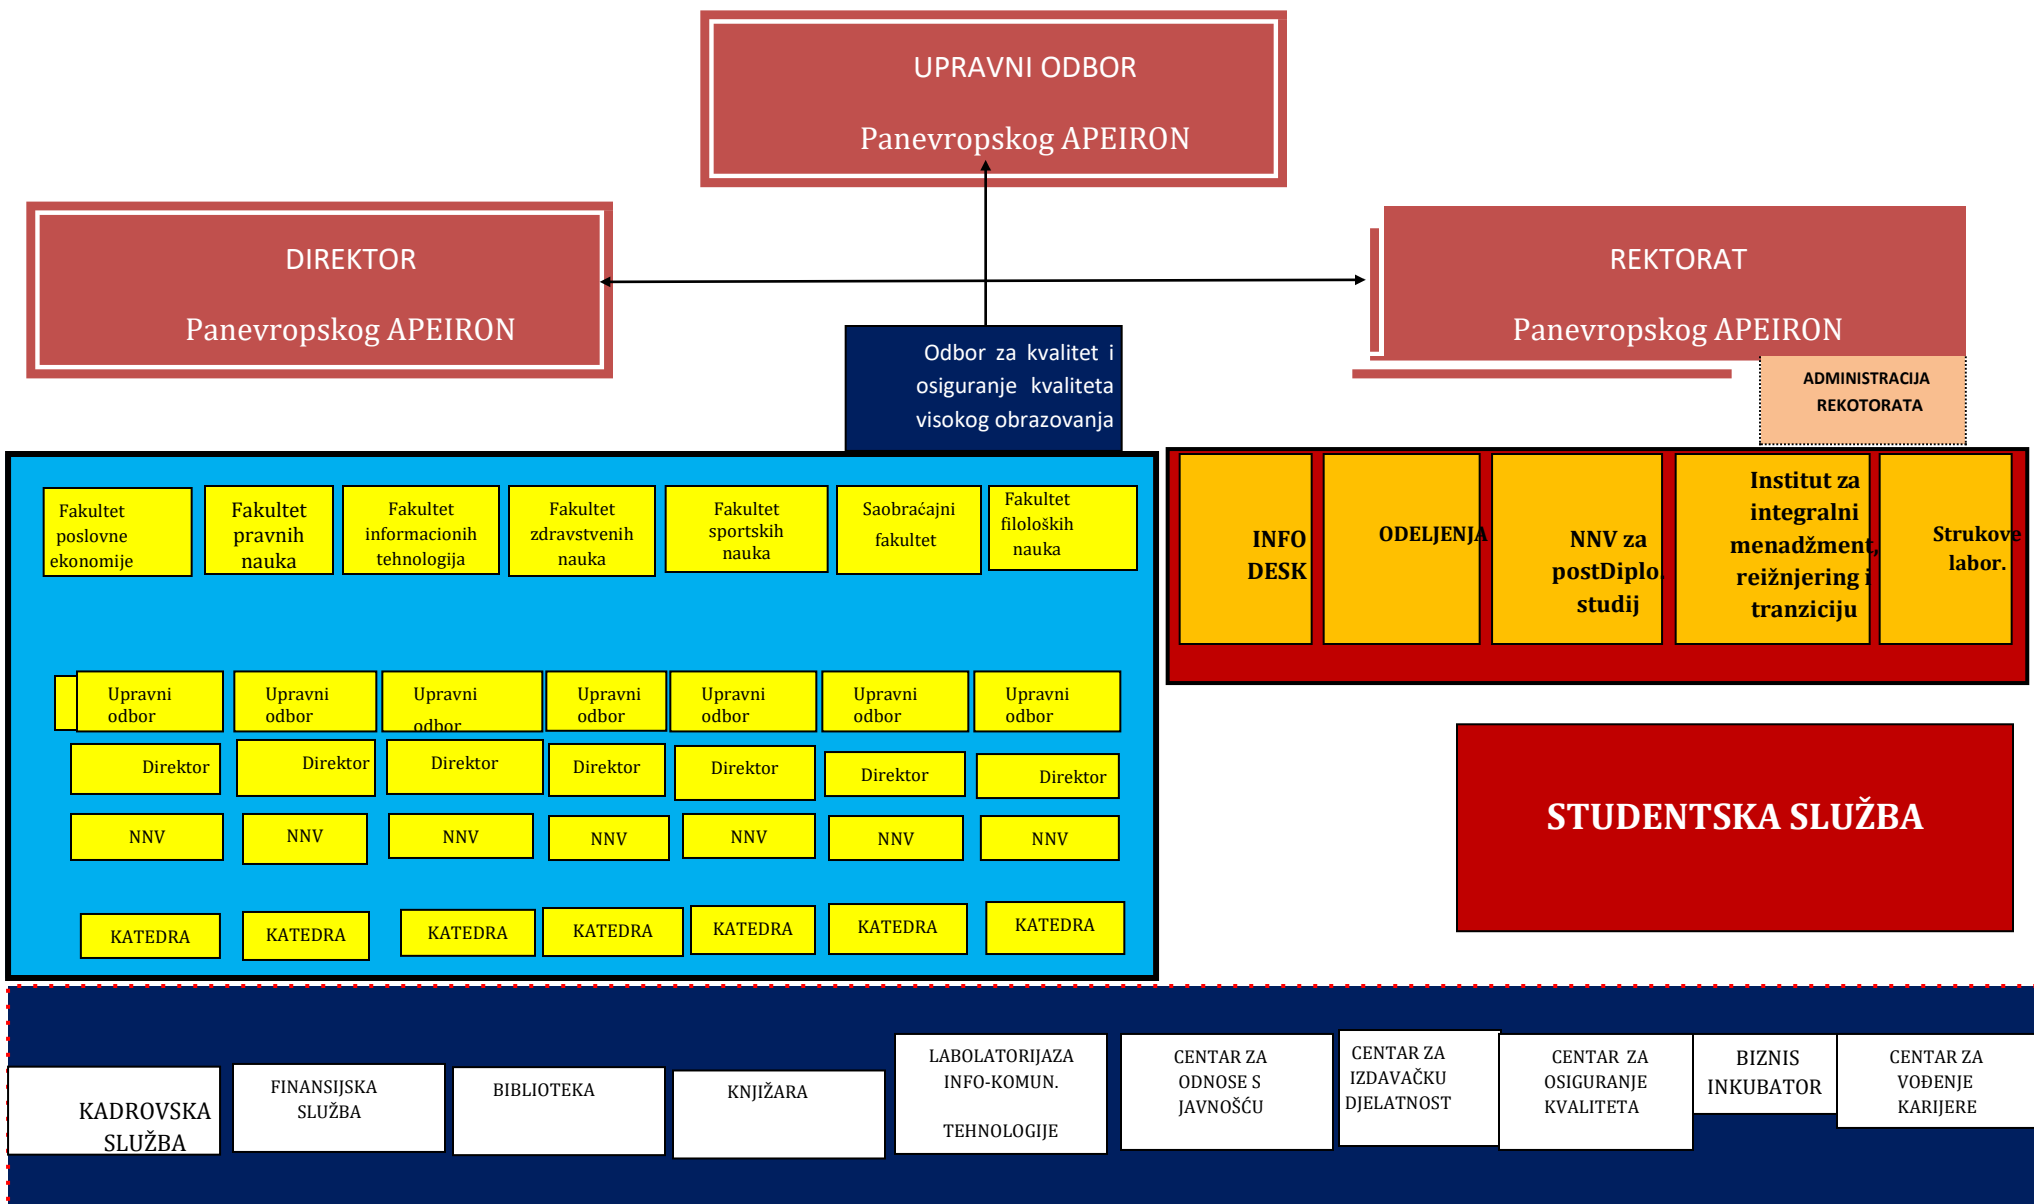 UPRAVNI ODBOR
Panevropskog APEIRON
DIREKTOR
Panevropskog APEIRON
REKTORAT
Panevropskog APEIRON
Odbor za kvalitet i
osiguranje kvaliteta
visokog obrazovanja
ADMINISTRACIJA
REKOTORATA
Fakultet
poslovne
ekonomije
Fakultet
pravnih
nauka
Fakultet
informacionih
tehnologija
Fakultet
zdravstvenih
nauka
Fakultet
sportskih
nauka
Saobraćajni
fakultet
Fakultet
filoloških
nauka
INFO
DESK
ODELJENJA
NNV za
postDiplo.
studij
Institut za
integralni
menadžment,
reižnjering i
tranziciju
Strukove
labor.
Upravni
odbor
Upravni
odbor
Upravni
odbor
Upravni
odbor
Upravni
odbor
Upravni
odbor
Upravni
odbor
Direktor
Direktor
Direktor
Direktor
Direktor
Direktor
Direktor
NNV
NNV
NNV
NNV
NNV
NNV
NNV
KATEDRA
KATEDRA
KATEDRA
KATEDRA
KATEDRA
KATEDRA
KATEDRA
STUDENTSKA SLUŽBA
KADROVSKA
SLUŽBA
FINANSIJSKA
SLUŽBA
BIBLIOTEKA
KNJIŽARA
LABOLATORIJAZA
INFO-KOMUN.
TEHNOLOGIJE
CENTAR ZA
ODNOSE S
JAVNOŠĆU
CENTAR ZA
IZDAVAČKU
DJELATNOST
CENTAR ZA
OSIGURANJE
KVALITETA
BIZNIS
INKUBATOR
CENTAR ZA
VOĐENJE
KARIJERE